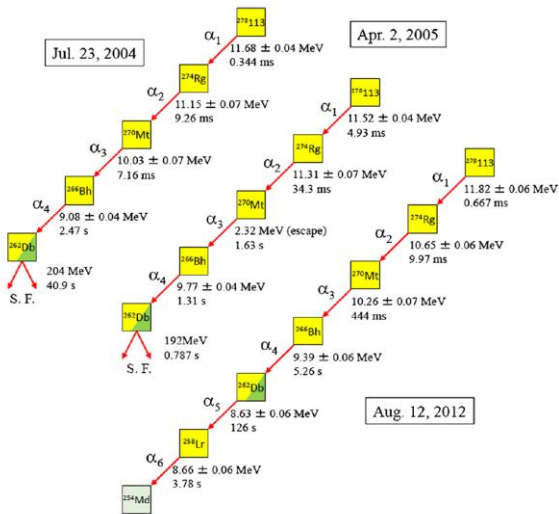 Jul. 23, 2004
²⁷⁸113
α₁
11.68 ± 0.04 MeV
0.344 ms
²⁷⁴Rg
α₂
11.15 ± 0.07 MeV
9.26 ms
²⁷⁰Mt
α₃
10.03 ± 0.07 MeV
7.16 ms
²⁶⁶Bh
α₄
9.08 ± 0.04 MeV
2.47 s
²⁶²Db
204 MeV
40.9 s
S. F.
Apr. 2, 2005
²⁷⁸113
α₁
11.52 ± 0.04 MeV
4.93 ms
²⁷⁴Rg
α₂
11.31 ± 0.07 MeV
34.3 ms
²⁷⁰Mt
α₃
2.32 MeV (escape)
1.63 s
²⁶⁶Bh
α₄
9.77 ± 0.04 MeV
1.31 s
²⁶²Db
192MeV
0.787 s
S. F.
²⁷⁸113
α₁
11.82 ± 0.06 MeV
0.667 ms
²⁷⁴Rg
α₂
10.65 ± 0.06 MeV
9.97 ms
²⁷⁰Mt
α₃
10.26 ± 0.07 MeV
444 ms
²⁶⁶Bh
α₄
9.39 ± 0.06 MeV
5.26 s
²⁶²Db
α₅
8.63 ± 0.06 MeV
126 s
²⁵⁸Lr
α₆
8.66 ± 0.06 MeV
3.78 s
²⁵⁴Md
Aug. 12, 2012